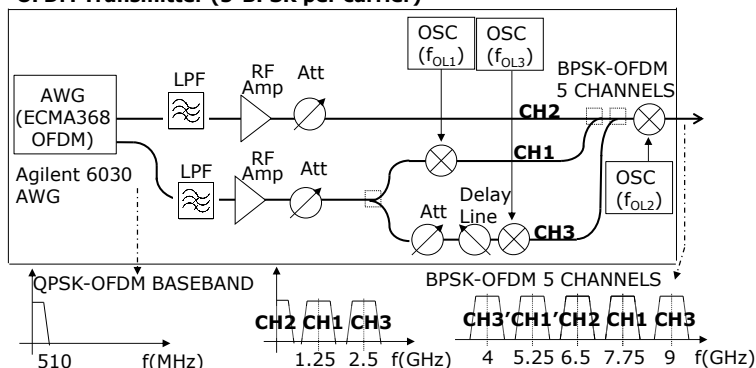 OFDM Transmitter (5-BPSK per carrier)
OSC
(fOL1)
OSC
(fOL3)
BPSK-OFDM
5 CHANNELS
LPF
RF
Amp
Att
AWG
(ECMA368
OFDM)
CH2
CH1
Agilent 6030
AWG
LPF
RF
Amp
Att
Att
Delay
Line
CH3
OSC
(fOL2)
QPSK-OFDM BASEBAND
BPSK-OFDM 5 CHANNELS
510
f(MHz)
CH2
CH1
CH3
1.25
2.5
f(GHz)
CH3'
CH1'
CH2
CH1
CH3
4
5.25
6.5
7.75
9
f(GHz)